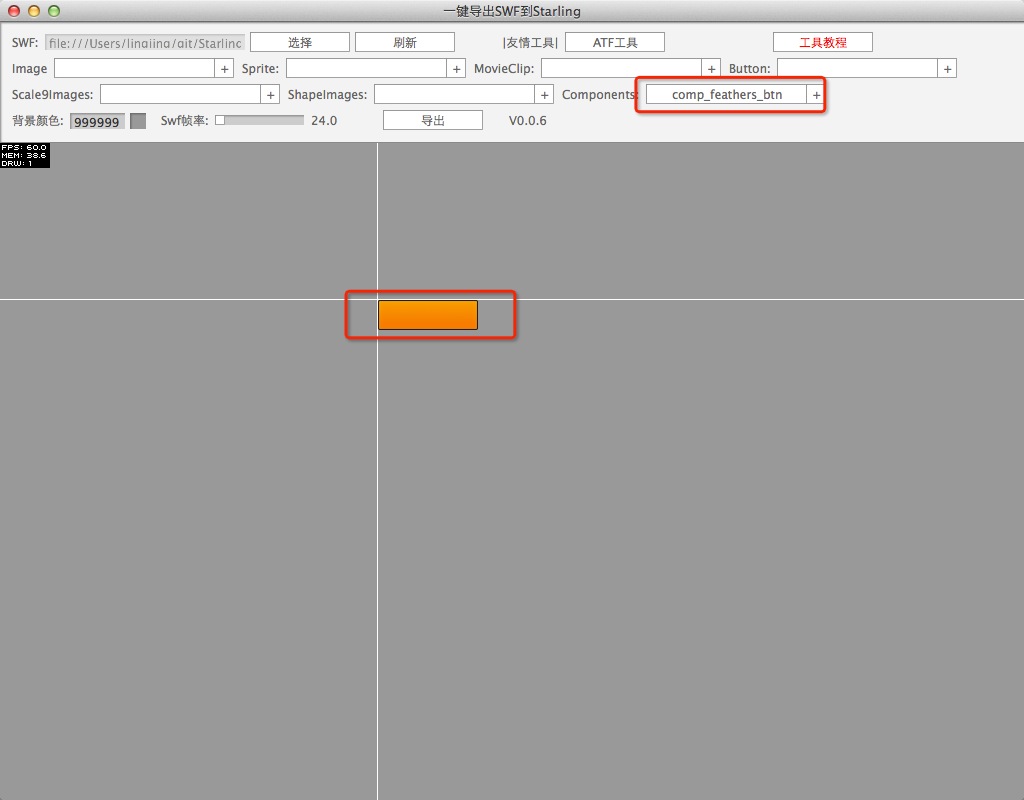 一键导出SWF到Starling
SWF: file:///Users/lingjing/git/Starling 选择 刷新 |友情工具| ATF工具 工具教程
Image + Sprite: + MovieClip: + Button: +
Scale9Images: + ShapeImages: + Components: comp_feathers_btn +
背景颜色: 999999 Swf帧率: 24.0 导出 V0.0.6
FPS: 60.0
MEM: 38.6
DRW: 1